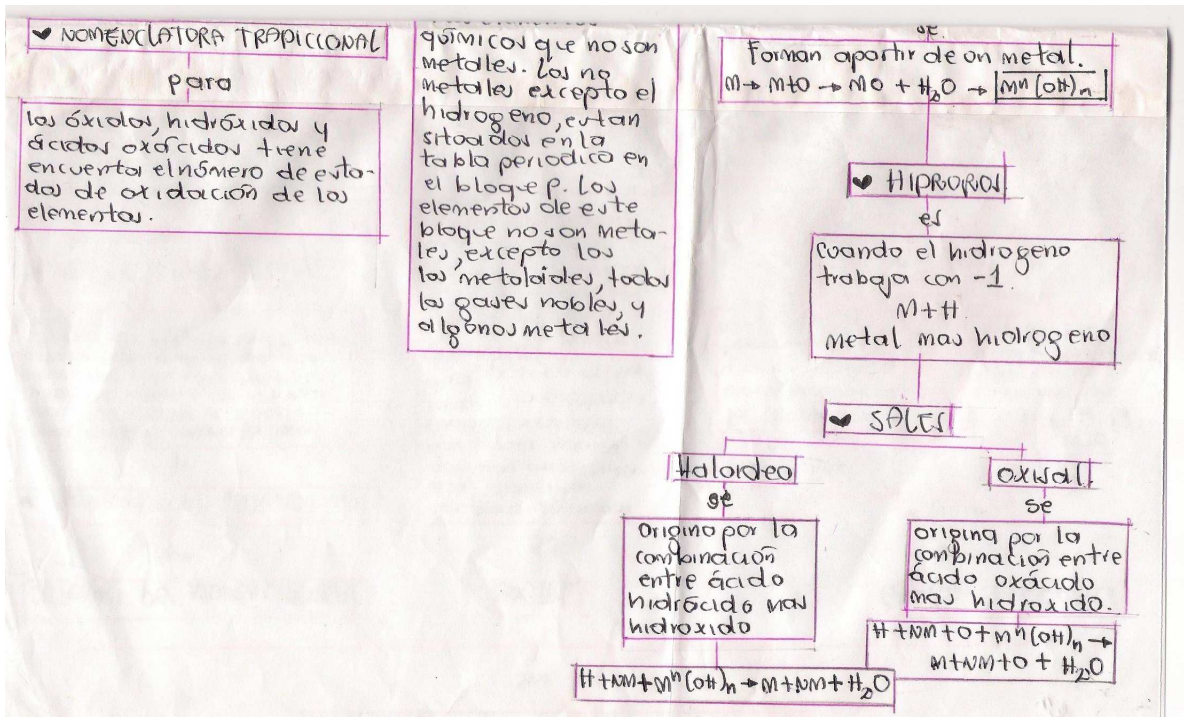 ♥ NOMENCLATURA TRADICCIONAL
para
los óxidos, hidróxidos y
ácidos oxácidos tiene
encuenta el número de esta-
dos de oxidación de los
elementos.
químicos que no son
metales. Los no
metales excepto el
hidrogeno, estan
situados en la
tabla periodica en
el bloque p. Los
elementos de este
bloque no son meta-
les, excepto los
los metaloides, todos
los gases nobles, y
algunos metales.
se
Forman apartir de un metal.
M→ M+O → MO + H₂O → Mⁿ(OH)ₙ
♥ HIDRUROS
es
Cuando el hidrogeno
trabaja con -1.
M+H
metal mas hidrogeno
♥ SALES
Haloideo
se
origina por la
combinación
entre ácido
hidrácido mas
hidroxido
H+NM+Mⁿ(OH)ₙ→M+NM+H₂O
oxisal
se
origina por la
combinación entre
ácido oxácido
mas hidroxido.
H+NM+O+Mⁿ(OH)ₙ→
M+NM+O + H₂O